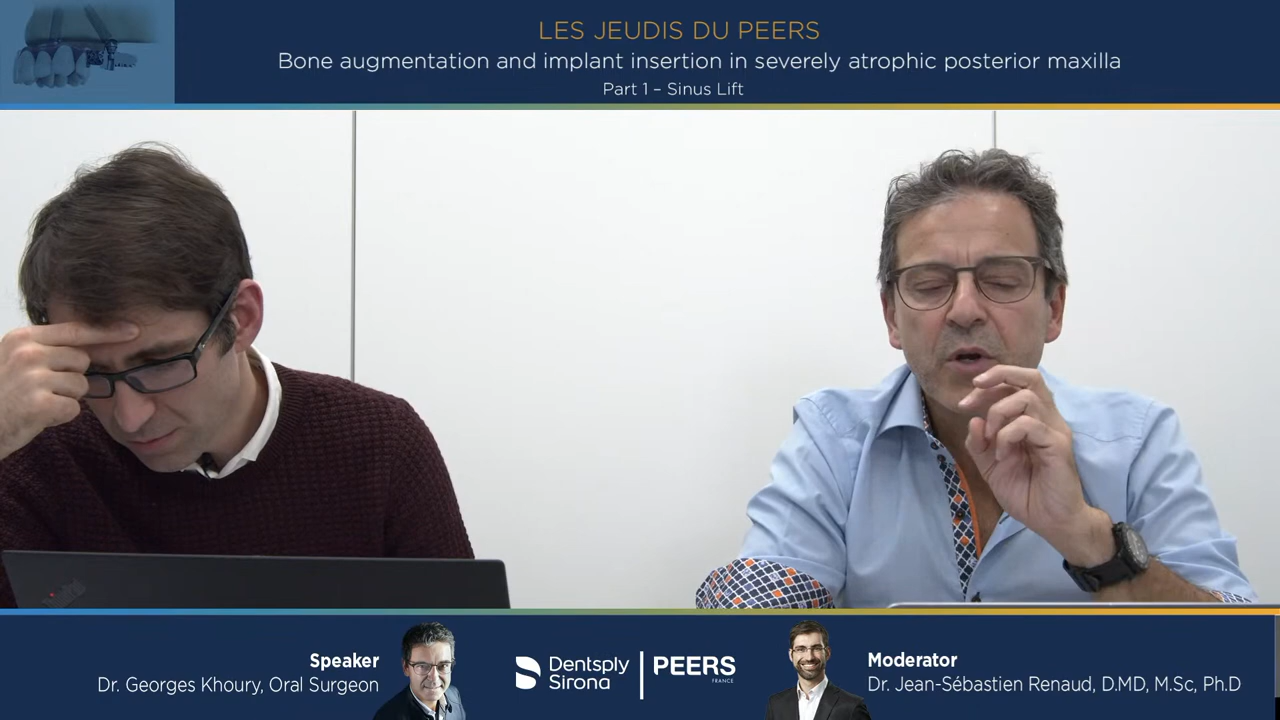 LES JEUDIS DU PEERS
Bone augmentation and implant insertion in severely atrophic posterior maxilla
Part 1 – Sinus Lift
Speaker
Dr. Georges Khoury, Oral Surgeon
Dentsply
Sirona
PEERS
FRANCE
Moderator
Dr. Jean-Sébastien Renaud, D.MD, M.Sc, Ph.D